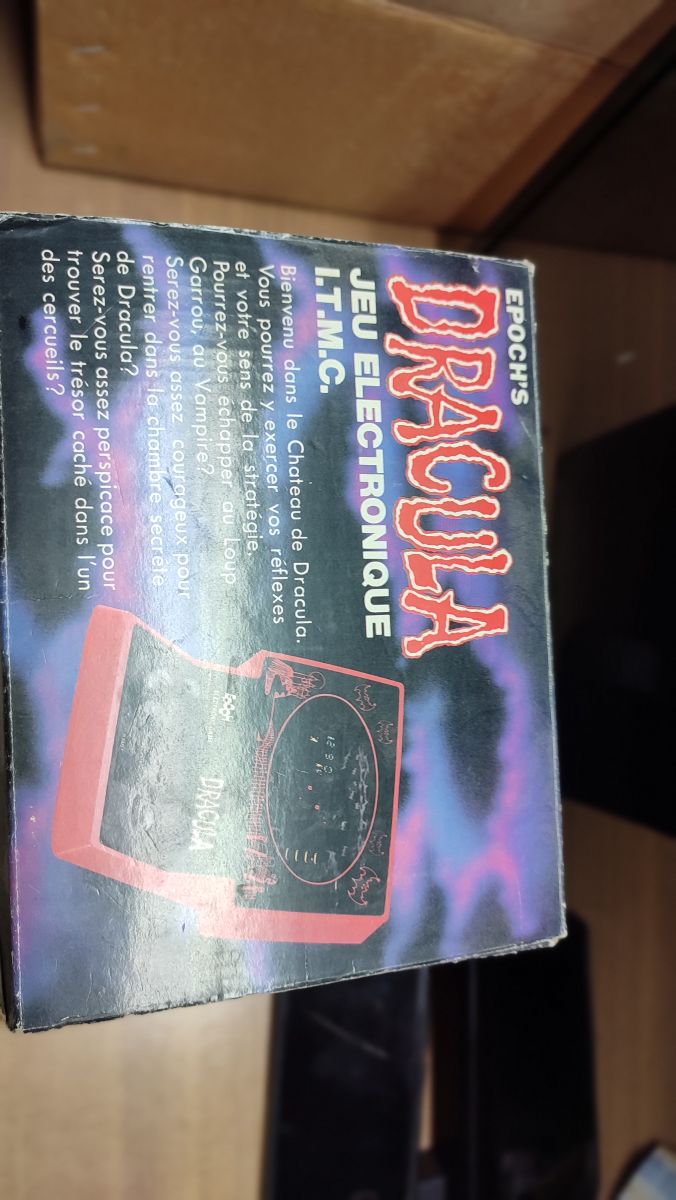 EPOCH'S
DRACULA
JEU ELECTRONIQUE
I.T.M.C.
Bienvenu dans le Chateau de Dracula.
Vous pourrez y exercer vos réflexes
et votre sens de la stratégie.
Pourrez-vous échapper au Loup
Garrou, au Vampire?
Serez-vous assez courageux pour
rentrer dans la chambre secrète
de Dracula?
Serez-vous assez perspicace pour
trouver le trésor caché dans l'un
des cercueils?
DRACULA